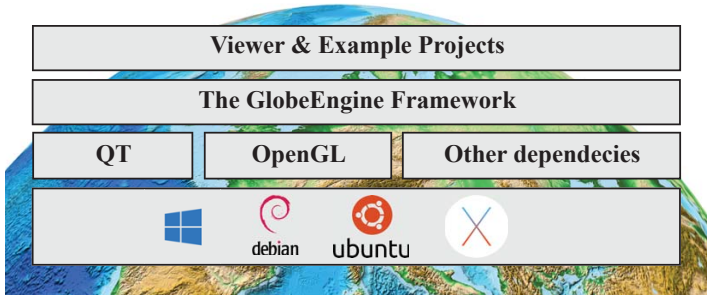 Viewer & Example Projects
The GlobeEngine Framework
QT OpenGL Other dependecies
debian ubuntu